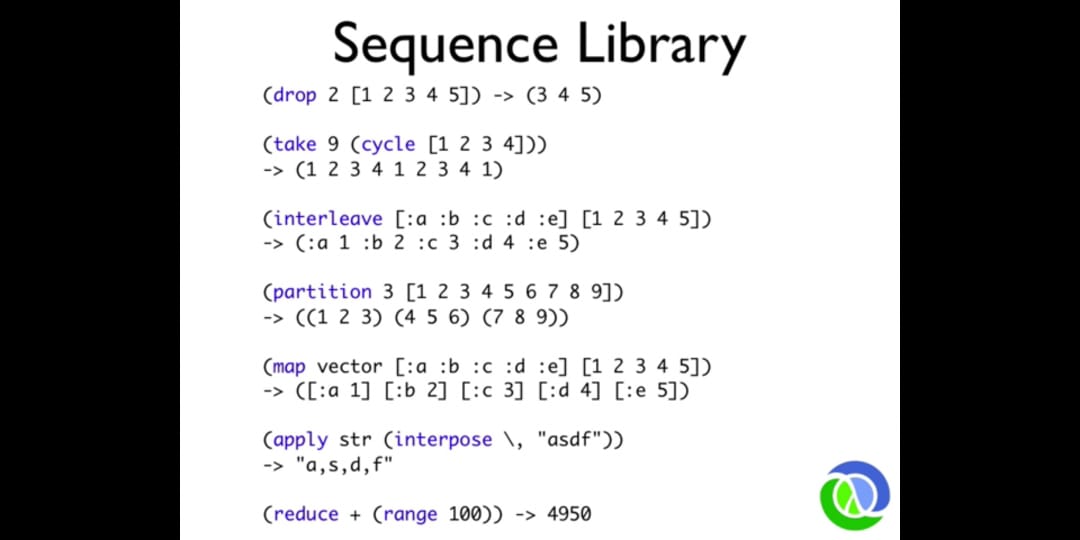 Sequence Library
(drop 2 [1 2 3 4 5]) -> (3 4 5)
(take 9 (cycle [1 2 3 4]))
-> (1 2 3 4 1 2 3 4 1)
(interleave [:a :b :c :d :e] [1 2 3 4 5])
-> (:a 1 :b 2 :c 3 :d 4 :e 5)
(partition 3 [1 2 3 4 5 6 7 8 9])
-> ((1 2 3) (4 5 6) (7 8 9))
(map vector [:a :b :c :d :e] [1 2 3 4 5])
-> ([:a 1] [:b 2] [:c 3] [:d 4] [:e 5])
(apply str (interpose \, "asdf"))
-> "a,s,d,f"
(reduce + (range 100)) -> 4950